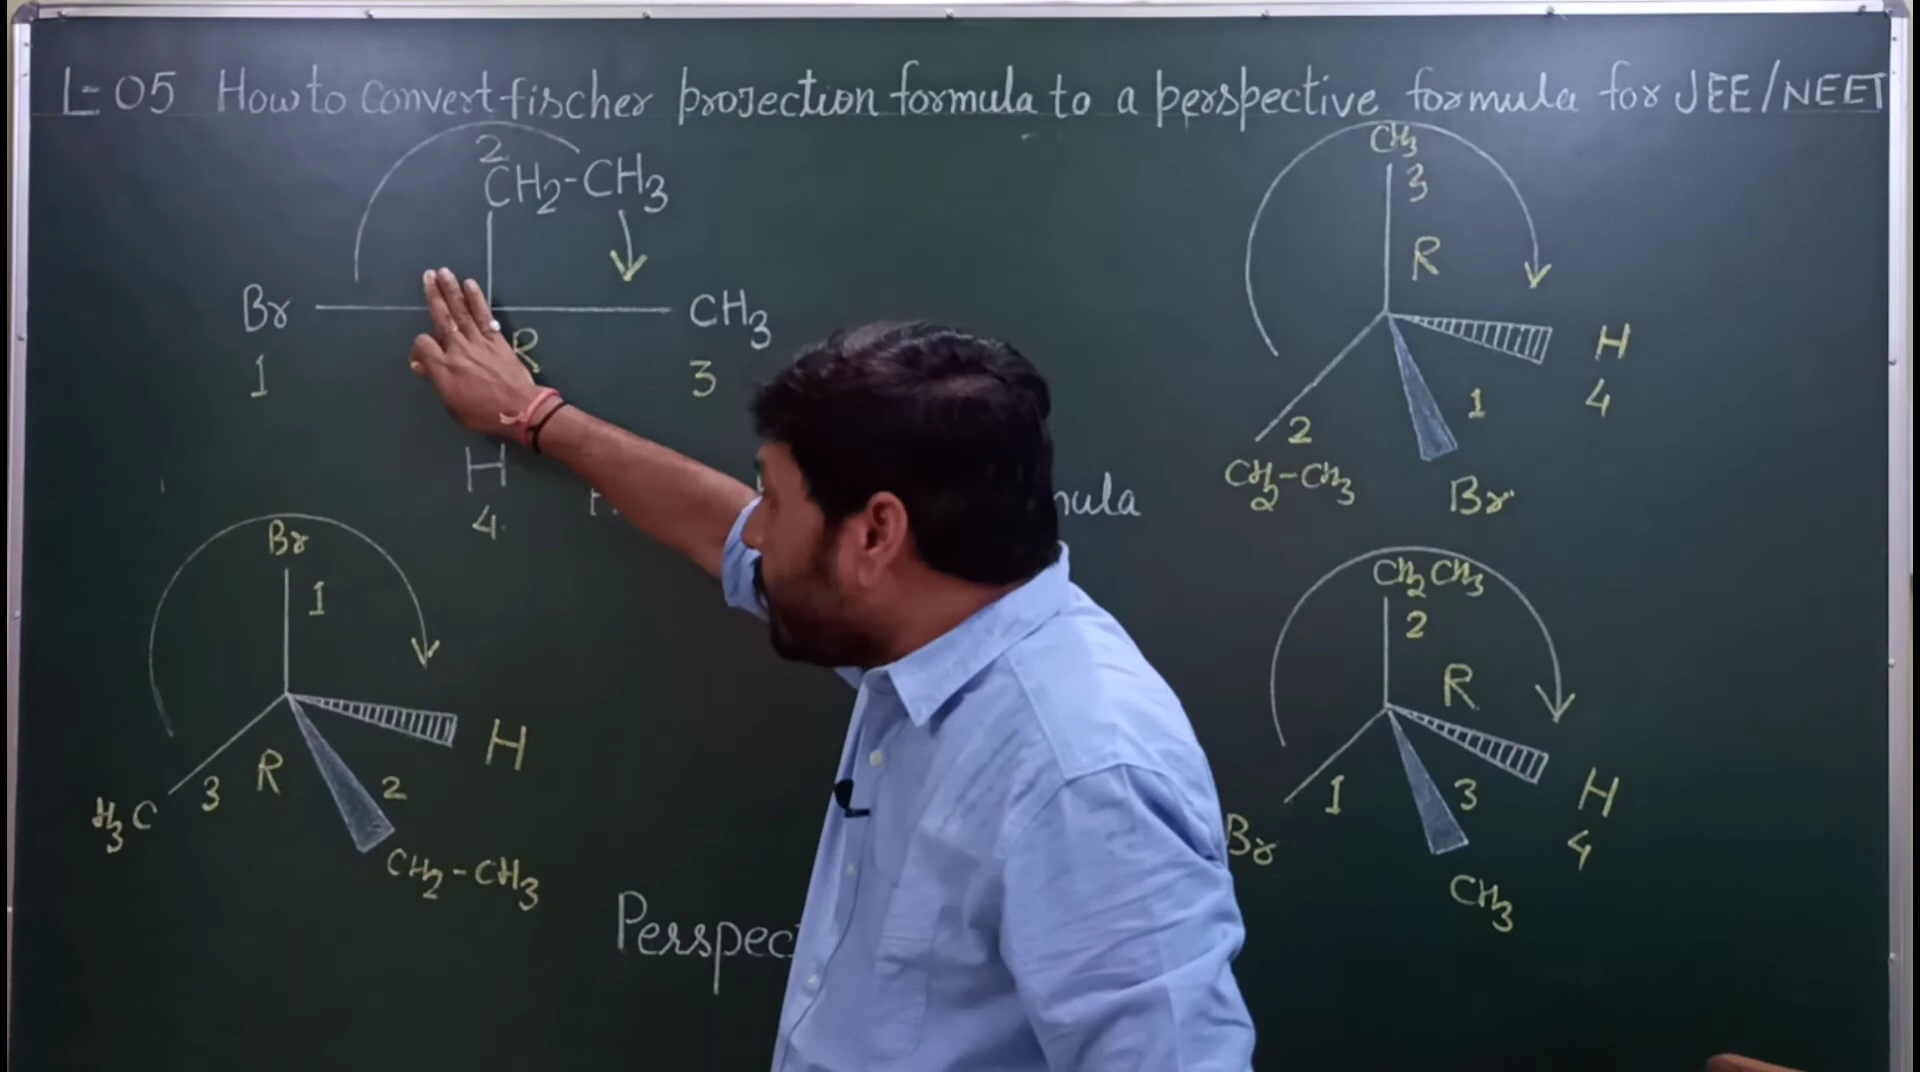 L-05 How to convert fischer projection formula to a perspective formula for JEE/NEET
2
CH2-CH3
Br
CH3
R
1
3
H
4
CH3
3
R
H
4
1
2
CH2-CH3
Br
Br
1
H
R
3
2
H3C
CH2-CH3
CH2CH3
2
R
H
4
1
3
Br
CH3